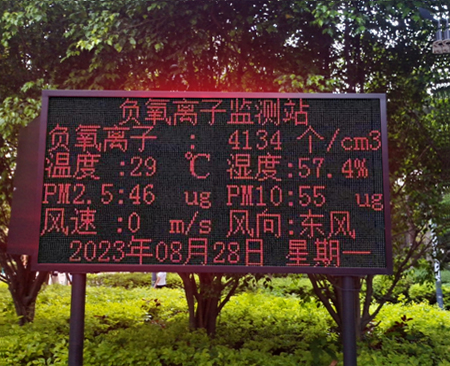 负氧离子监测站
负氧离子 : 4134 个/cm3
温度:29 ℃ 湿度:57.4%
PM2.5:46 ug PM10:55 ug
风速:0 m/s 风向:东风
2023年08月28日 星期一